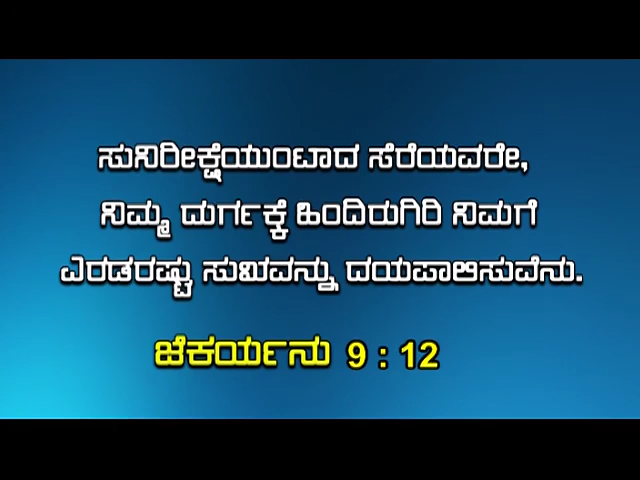 ಸುನಿರೀಕ್ಷೆಯುಂಟಾದ ಸೆರೆಯವರೇ,
ನಿಮ್ಮ ದುರ್ಗಕ್ಕೆ ಹಿಂದಿರುಗಿರಿ ನಿಮಗೆ
ಎರಡರಷ್ಟು ಸುಖವನ್ನು ದಯಪಾಲಿಸುವೆನು.
ಜೆಕರ್ಯನು 9 : 12